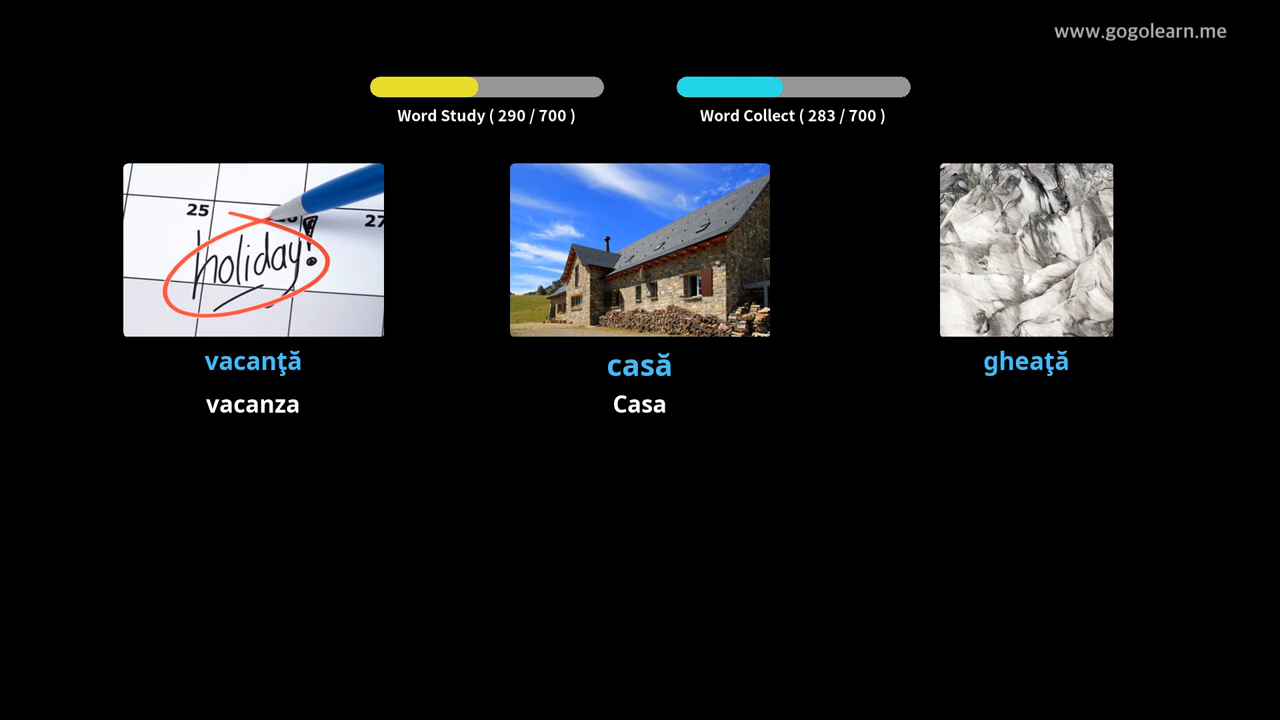 www.gogolearn.me
Word Study ( 290 / 700 )
Word Collect ( 283 / 700 )
25
27
holiday!
vacanţă
casă
gheaţă
vacanza
Casa